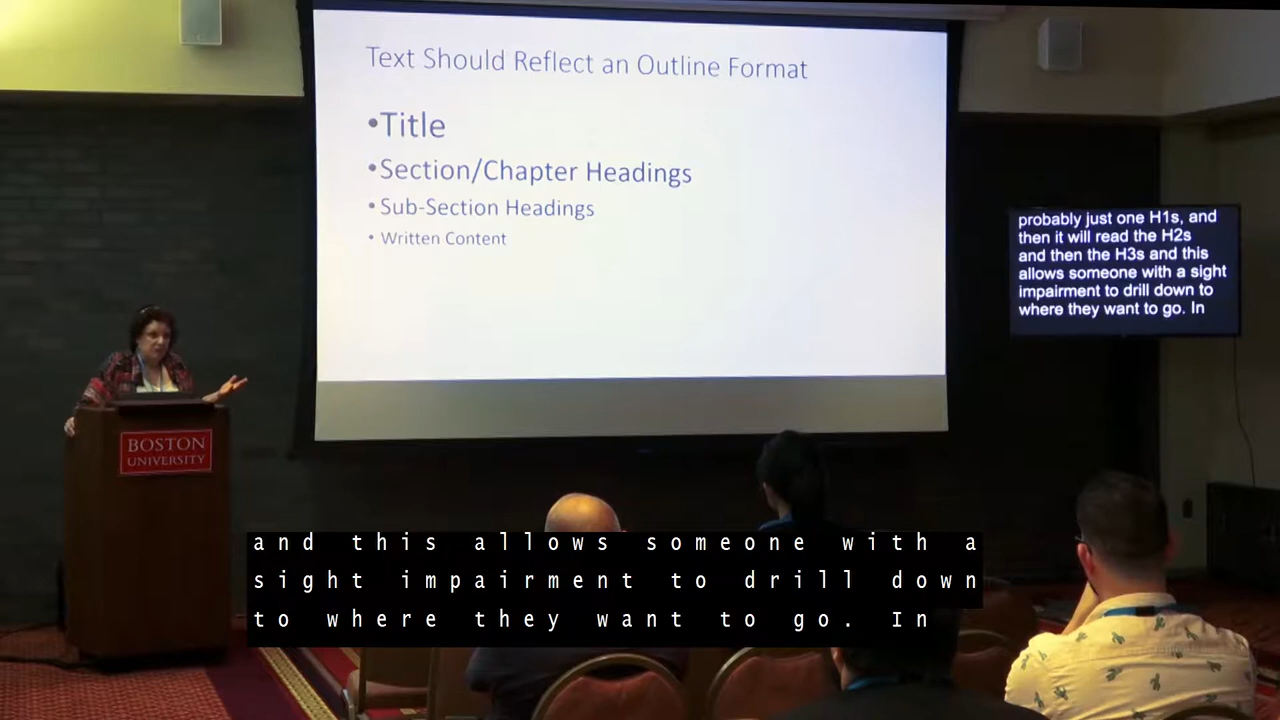 Text Should Reflect an Outline Format
•Title
•Section/Chapter Headings
•Sub-Section Headings
•Written Content
probably just one H1s, and
then it will read the H2s
and then the H3s and this
allows someone with a sight
impairment to drill down to
where they want to go. In
BOSTON
UNIVERSITY
and this allows someone with a
sight impairment to drill down
to where they want to go. In